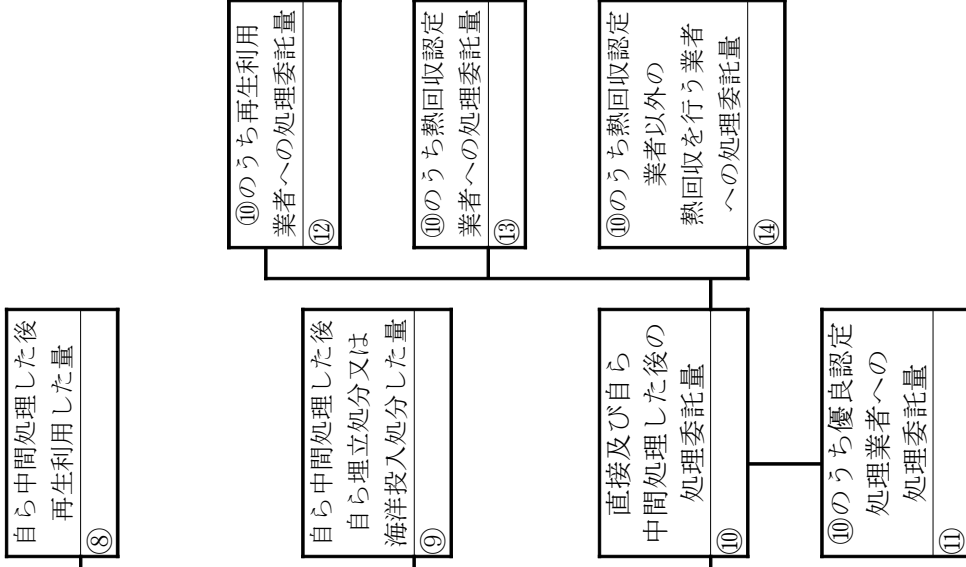 自ら中間処理した後
再生利用した量
⑧
自ら中間処理した後
自ら埋立処分又は
海洋投入処分した量
⑨
直接及び自ら
中間処理した後の
処理委託量
⑩
⑩のうち優良認定
処理業者への
処理委託量
⑪
⑩のうち再生利用
業者への処理委託量
⑫
⑩のうち熱回収認定
業者への処理委託量
⑬
⑩のうち熱回収認定
業者以外の
熱回収を行う業者
への処理委託量
⑭